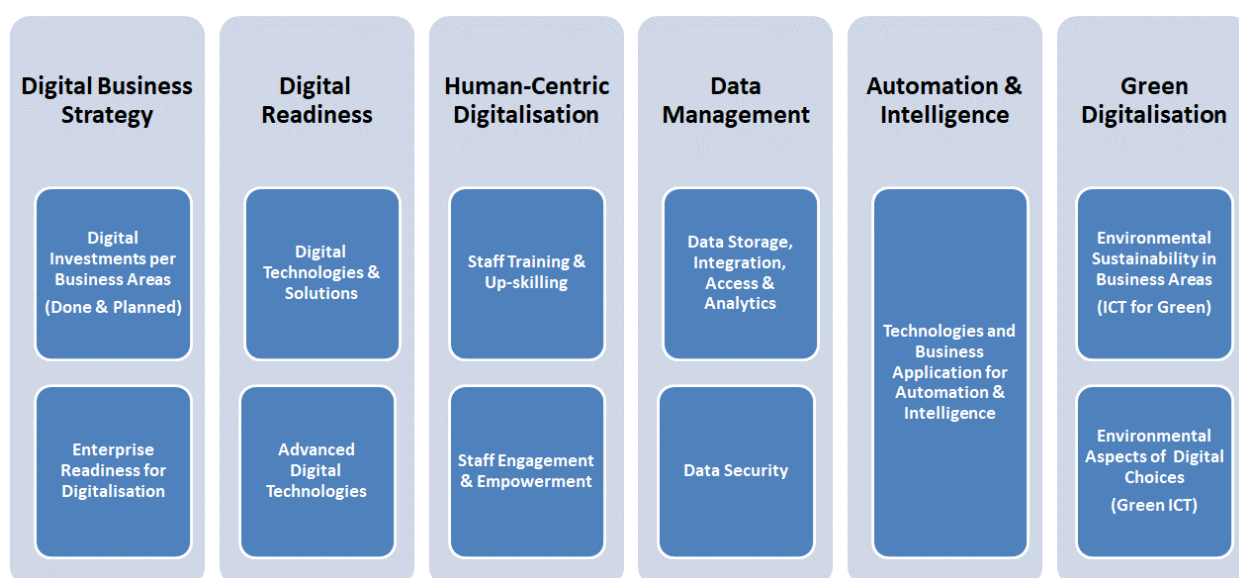 Digital Business
Strategy
Digital
Investments per
Business Areas
(Done & Planned)
Enterprise
Readiness for
Digitalisation
Digital
Readiness
Digital
Technologies &
Solutions
Advanced
Digital
Technologies
Human-Centric
Digitalisation
Staff Training &
Up-skilling
Staff Engagement
& Empowerment
Data
Management
Data Storage,
Integration,
Access &
Analytics
Data Security
Automation &
Intelligence
Technologies and
Business
Application for
Automation &
Intelligence
Green
Digitalisation
Environmental
Sustainability in
Business Areas
(ICT for Green)
Environmental
Aspects of Digital
Choices
(Green ICT)